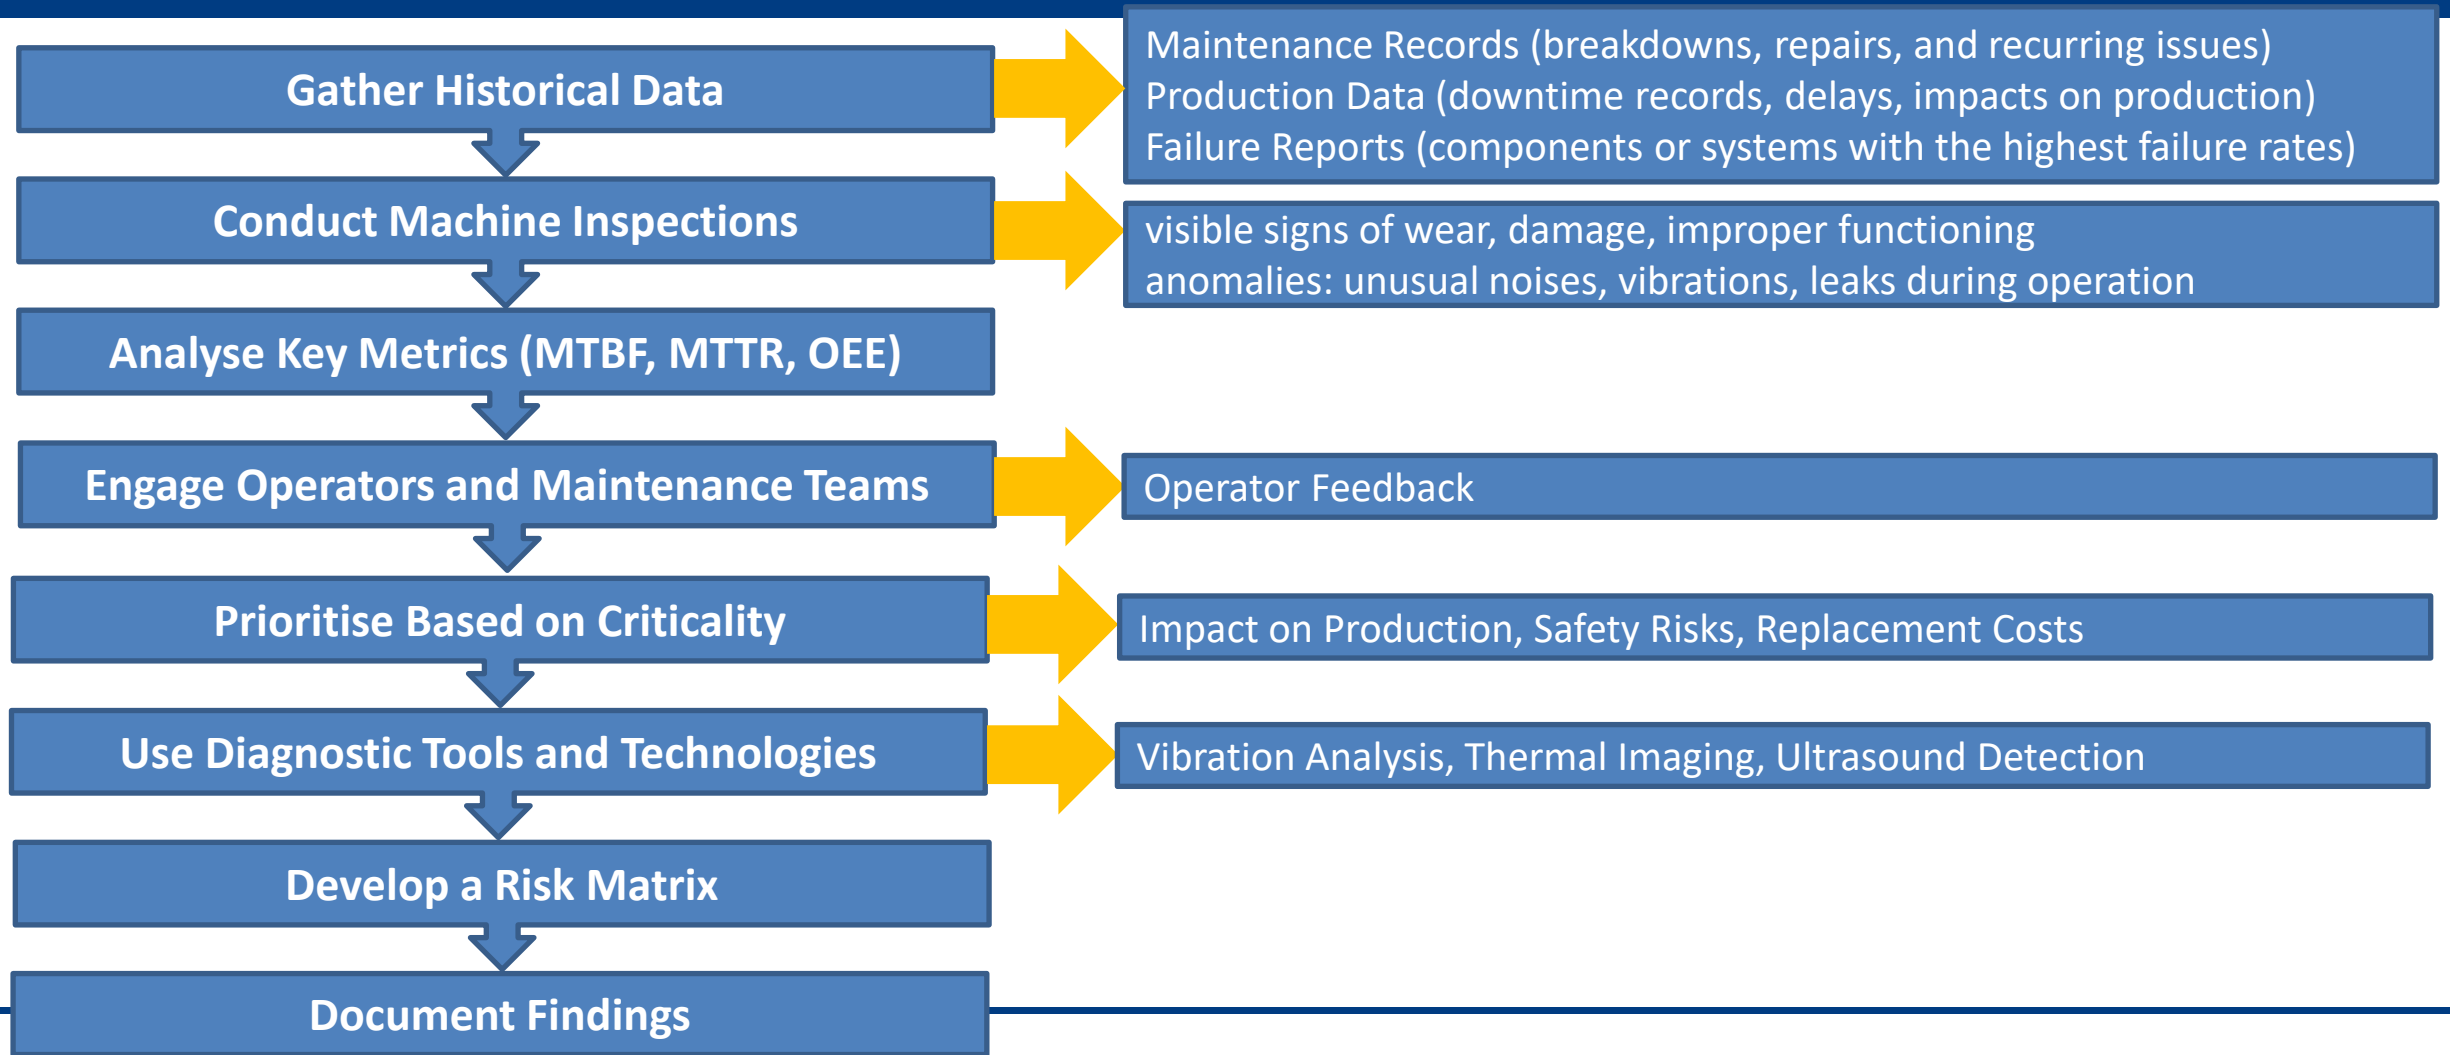 Gather Historical Data
Maintenance Records (breakdowns, repairs, and recurring issues)
Production Data (downtime records, delays, impacts on production)
Failure Reports (components or systems with the highest failure rates)
Conduct Machine Inspections
visible signs of wear, damage, improper functioning
anomalies: unusual noises, vibrations, leaks during operation
Analyse Key Metrics (MTBF, MTTR, OEE)
Engage Operators and Maintenance Teams
Operator Feedback
Prioritise Based on Criticality
Impact on Production, Safety Risks, Replacement Costs
Use Diagnostic Tools and Technologies
Vibration Analysis, Thermal Imaging, Ultrasound Detection
Develop a Risk Matrix
Document Findings